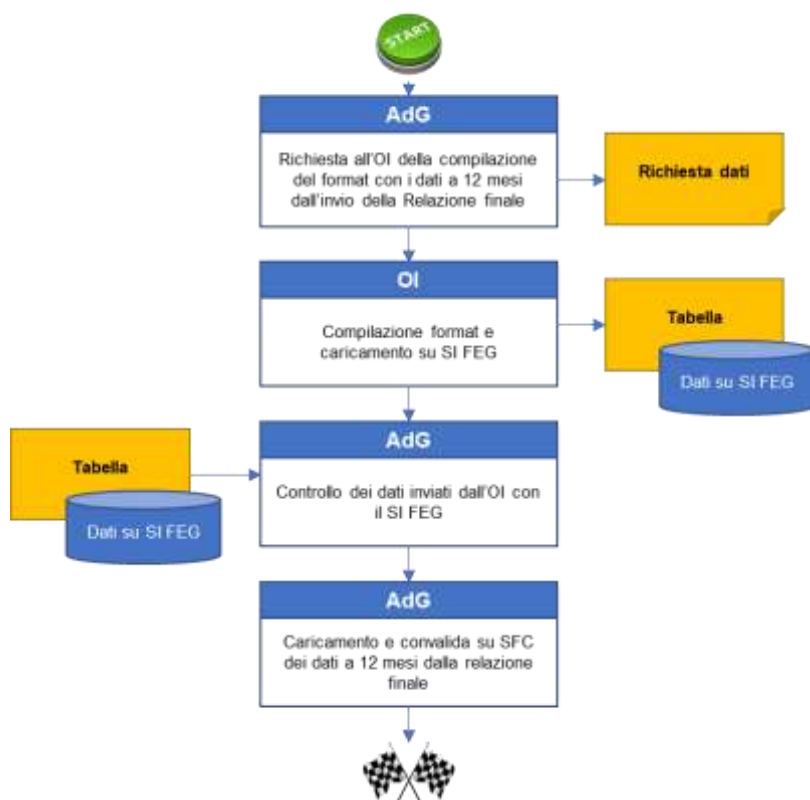 START
AdG
Richiesta all'OI della compilazione
del format con i dati a 12 mesi
dall'invio della Relazione finale
Richiesta dati
OI
Compilazione format e
caricamento su SI FEG
Tabella
Dati su SI FEG
AdG
Controllo dei dati inviati dall'OI con
il SI FEG
Tabella
Dati su SI FEG
AdG
Caricamento e convalida su SFC
dei dati a 12 mesi dalla relazione
finale